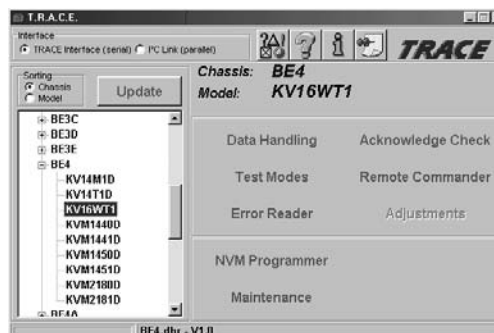 T.R.A.C.E.
Interface
TRACE Interface (serial) PC Link (parallel)
TRACE
Sorting
Chassis
Model
Update
Chassis: BE4
Model: KV16WT1
BE3C
BE3D
BE3E
BE4
KV14M1D
KV14T1D
KV16WT1
KVM1440D
KVM1441D
KVM1450D
KVM1451D
KVM2180D
KVM2181D
BE4A
Data Handling Acknowledge Check
Test Modes Remote Commander
Error Reader Adjustments
NVM Programmer
Maintenance
BE4.dbr - V1.0